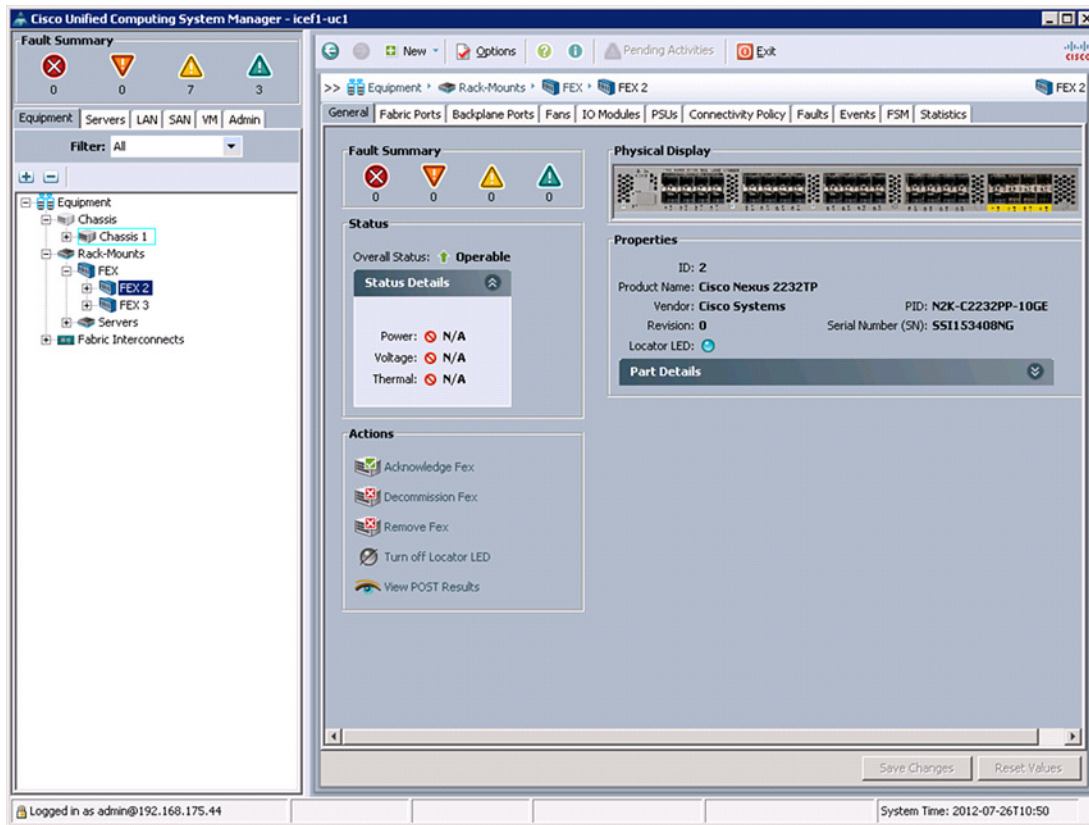 Cisco Unified Computing System Manager - icef1-uc1
Fault Summary
0 0 7 3
Equipment Servers LAN SAN VM Admin
Filter: All
Equipment
Chassis
Chassis 1
Rack-Mounts
FEX
FEX 2
FEX 3
Servers
Fabric Interconnects
New Options Pending Activities Exit
CISCO
>> Equipment Rack-Mounts FEX FEX 2 FEX 2
General Fabric Ports Backplane Ports Fans IO Modules PSUs Connectivity Policy Faults Events FSM Statistics
Fault Summary
0 0 0 0
Status
Overall Status: Operable
Status Details
Power: N/A
Voltage: N/A
Thermal: N/A
Actions
Acknowledge Fex
Decommission Fex
Remove Fex
Turn off Locator LED
View POST Results
Physical Display
Properties
ID: 2
Product Name: Cisco Nexus 2232TP
Vendor: Cisco Systems PID: N2K-C2232PP-10GE
Revision: 0 Serial Number (SN): SSI153408NG
Locator LED:
Part Details
Save Changes Reset Values
Logged in as admin@192.168.175.44 System Time: 2012-07-26T10:50